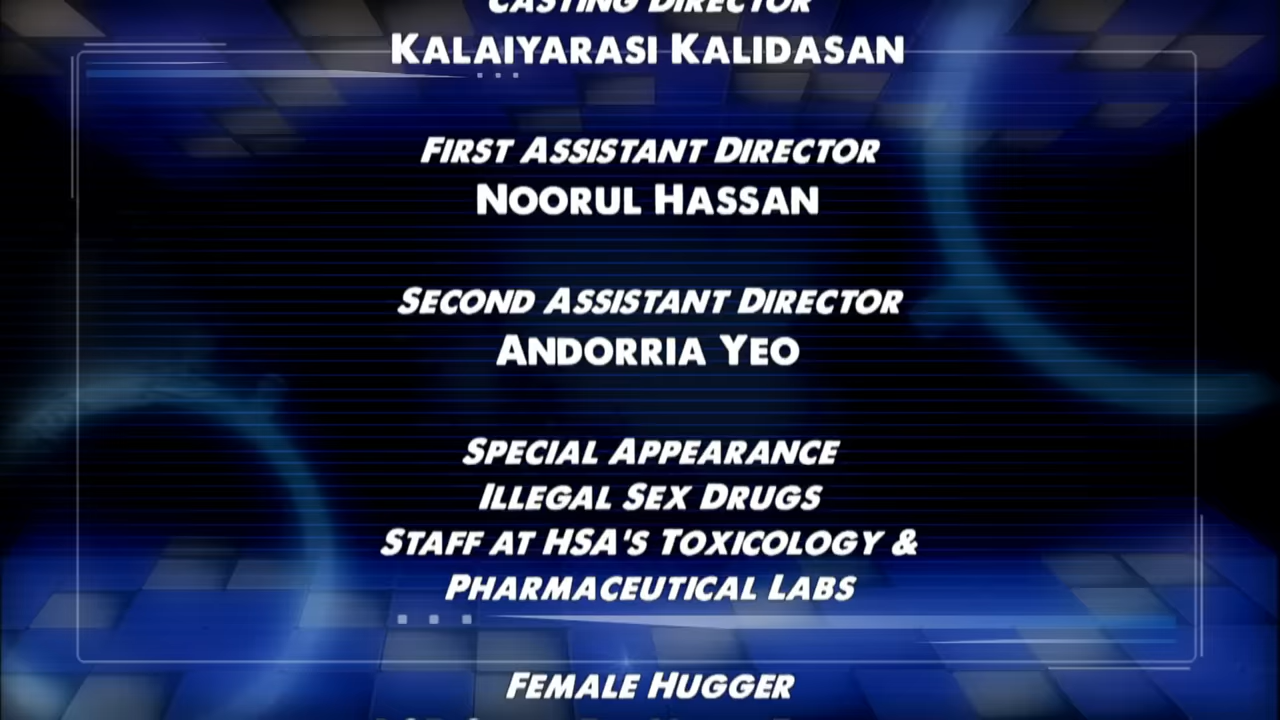 CASTING DIRECTOR
KALAIYARASI KALIDASAN
FIRST ASSISTANT DIRECTOR
NOORUL HASSAN
SECOND ASSISTANT DIRECTOR
ANDORRIA YEO
SPECIAL APPEARANCE
ILLEGAL SEX DRUGS
STAFF AT HSA'S TOXICOLOGY &
PHARMACEUTICAL LABS
FEMALE HUGGER